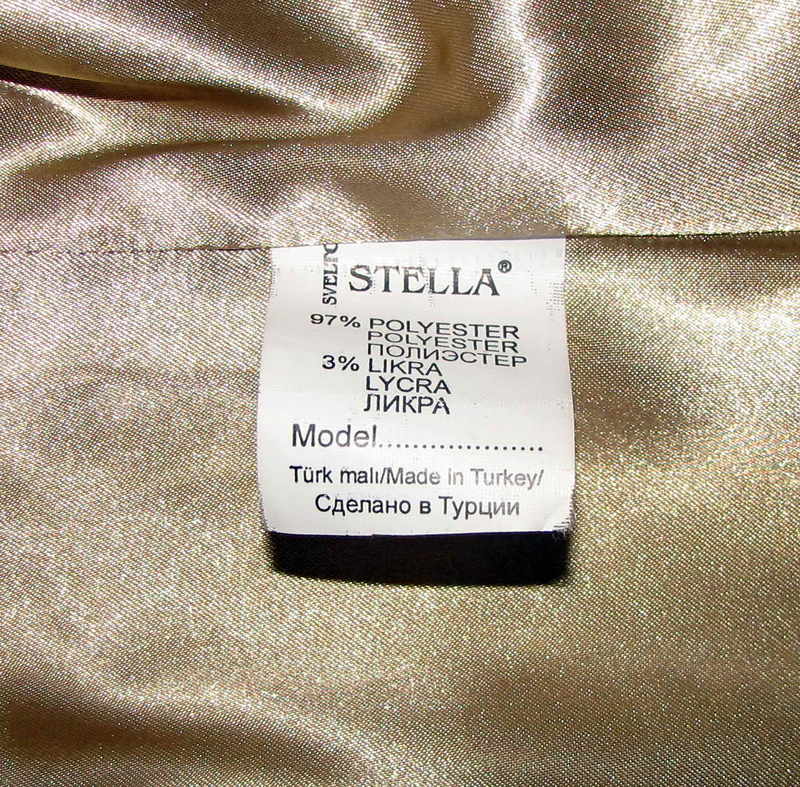 STELLA®
97% POLYESTER
POLYESTER
ПОЛИЭСТЕР
3% LIKRA
LYCRA
ЛИКРА
Model...................
Türk malı/Made in Turkey/
Сделано в Турции